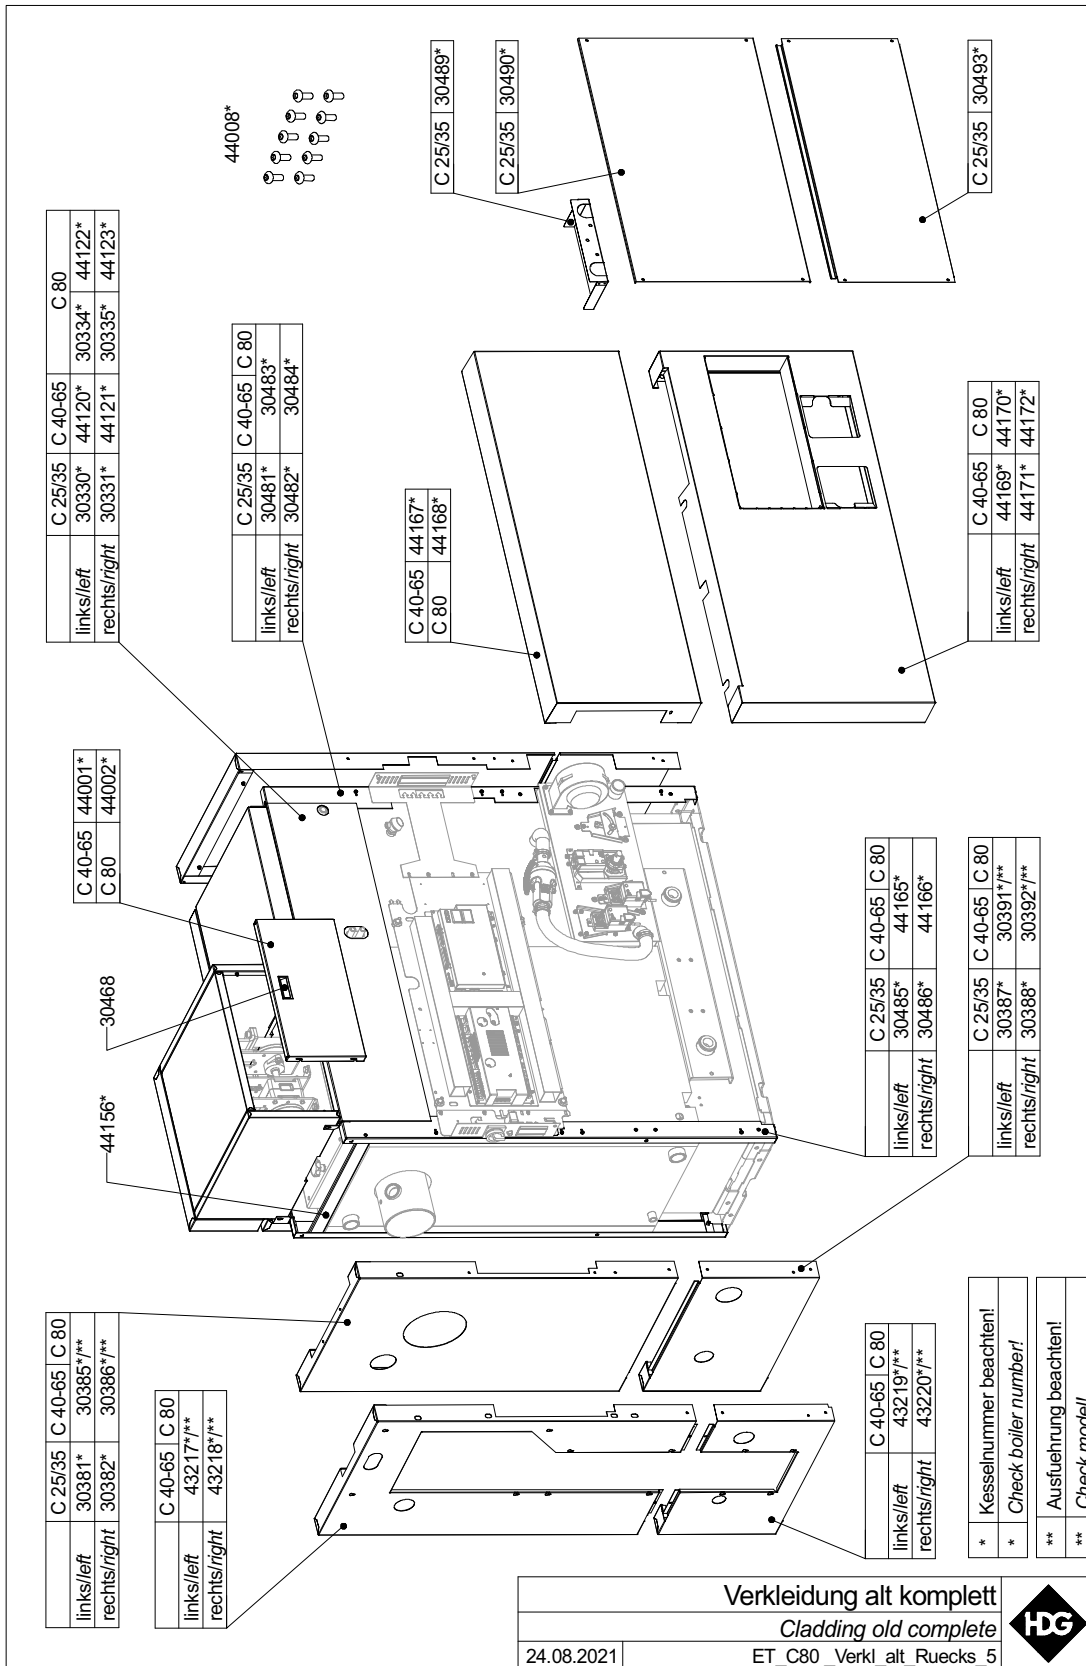 44008*
C 25/35 30489*
C 25/35 30490*
C 25/35 30493*
C 25/35 C 40-65 C 80
links/left 30330* 44120* 30334* 44122*
rechts/right 30331* 44121* 30335* 44123*
C 25/35 C 40-65 C 80
links/left 30481* 30483*
rechts/right 30482* 30484*
C 40-65 44167*
C 80 44168*
C 40-65 C 80
links/left 44169* 44170*
rechts/right 44171* 44172*
C 40-65 44001*
C 80 44002*
30468
44156*
C 25/35 C 40-65 C 80
links/left 30485* 44165*
rechts/right 30486* 44166*
C 25/35 C 40-65 C 80
links/left 30387* 30391*/**
rechts/right 30388* 30392*/**
C 25/35 C 40-65 C 80
links/left 30381* 30385*/**
rechts/right 30382* 30386*/**
C 40-65 C 80
links/left 43217*/**
rechts/right 43218*/**
C 40-65 C 80
links/left 43219*/**
rechts/right 43220*/**
* Kesselnummer beachten!
* Check boiler number!
** Ausfuehrung beachten!
** Check model!
Verkleidung alt komplett
Cladding old complete
24.08.2021 ET_C80_Verkl_alt_Ruecks_5
HDG